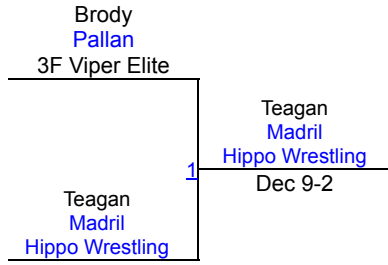 Brody
Pallan
3F Viper Elite
Teagan
Madril
Hippo Wrestling
1
Dec 9-2
Teagan
Madril
Hippo Wrestling